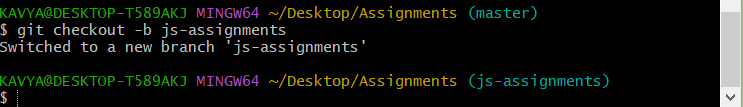 KAVYA@DESKTOP-T589AKJ MINGW64 ~/Desktop/Assignments (master)
$ git checkout -b js-assignments
Switched to a new branch 'js-assignments'
KAVYA@DESKTOP-T589AKJ MINGW64 ~/Desktop/Assignments (js-assignments)
$